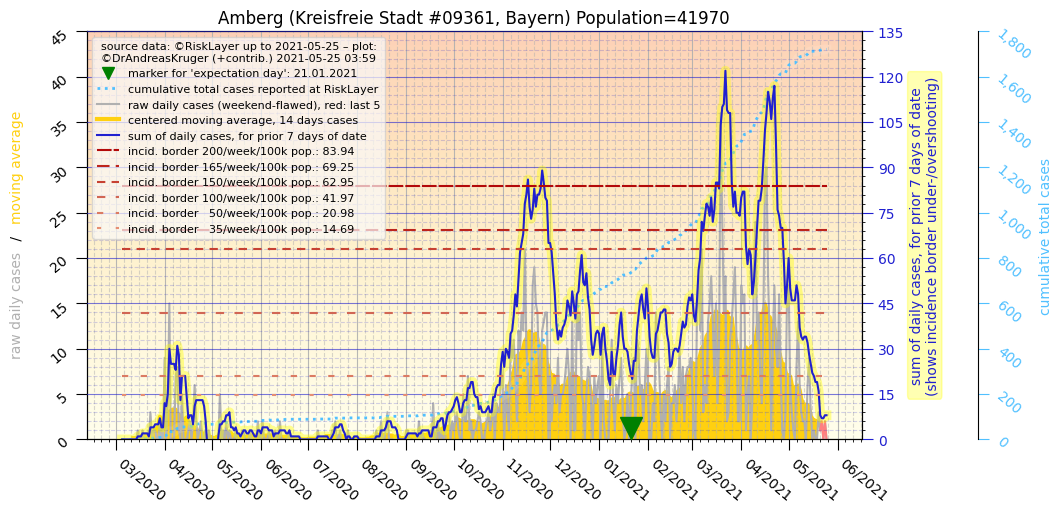 Amberg (Kreisfreie Stadt #09361, Bayern) Population=41970
source data: ©RiskLayer up to 2021-05-25 – plot:
©DrAndreasKruger (+contrib.) 2021-05-25 03:59
marker for 'expectation day': 21.01.2021
cumulative total cases reported at RiskLayer
raw daily cases (weekend-flawed), red: last 5
centered moving average, 14 days cases
sum of daily cases, for prior 7 days of date
incid. border 200/week/100k pop.: 83.94
incid. border 165/week/100k pop.: 69.25
incid. border 150/week/100k pop.: 62.95
incid. border 100/week/100k pop.: 41.97
incid. border 50/week/100k pop.: 20.98
incid. border 35/week/100k pop.: 14.69
raw daily cases / moving average
45
40
35
30
25
20
15
10
5
0
135
120
105
90
75
60
45
30
15
0
sum of daily cases, for prior 7 days of date
(shows incidence border under-/overshooting)
1,800
1,600
1,400
1,200
1,000
800
600
400
200
0
cumulative total cases
03/2020
04/2020
05/2020
06/2020
07/2020
08/2020
09/2020
10/2020
11/2020
12/2020
01/2021
02/2021
03/2021
04/2021
05/2021
06/2021